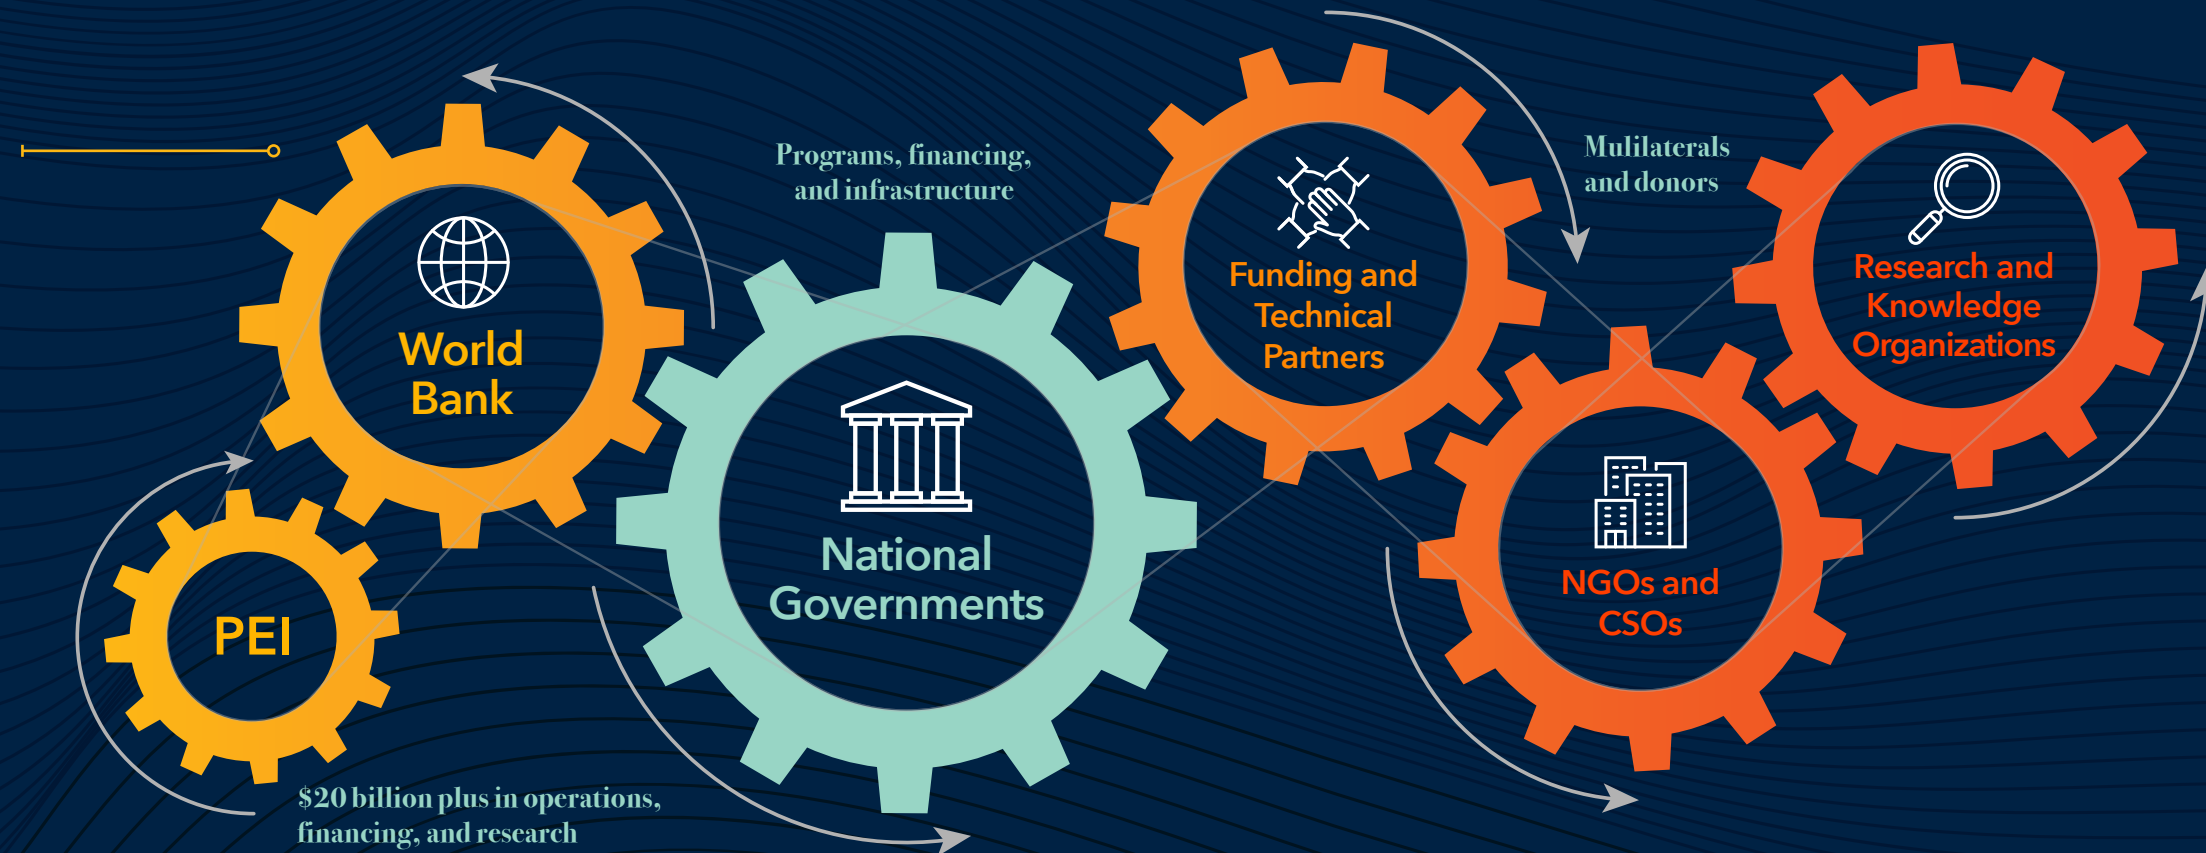 World
Bank
PEI
$20 billion plus in operations,
financing, and research
Programs, financing,
and infrastructure
National
Governments
Funding and
Technical
Partners
Mulilaterals
and donors
NGOs and
CSOs
Research and
Knowledge
Organizations